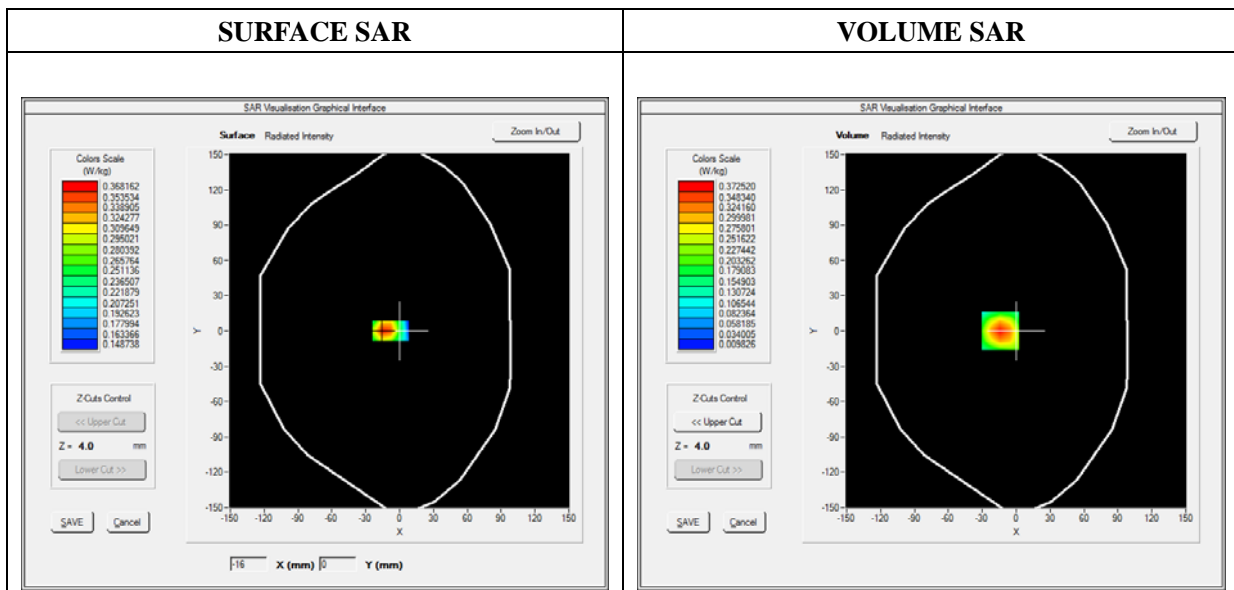 SURFACE SAR
SAR Visualisation Graphical Interface
Surface Radiated Intensity
Zoom In/Out
Colors Scale
(W/kg)
0.368162
0.353534
0.338905
0.324277
0.309649
0.295021
0.280392
0.265764
0.251136
0.236507
0.221879
0.207251
0.192623
0.177994
0.163366
0.148738
Z-Cuts Control
<< Upper Cut
Z = 4.0 mm
Lower Cut >>
SAVE Cancel
150
120
90
60
30
0
-30
-60
-90
-120
-150
Y
-150 -120 -90 -60 -30 0 30 60 90 120 150
X
-16 X (mm) 0 Y (mm)
VOLUME SAR
SAR Visualisation Graphical Interface
Volume Radiated Intensity
Zoom In/Out
Colors Scale
(W/kg)
0.372520
0.348340
0.324160
0.299981
0.275801
0.251622
0.227442
0.203262
0.179083
0.154903
0.130724
0.106544
0.082364
0.058185
0.034005
0.009826
Z-Cuts Control
<< Upper Cut
Z = 4.0 mm
Lower Cut >>
SAVE Cancel
150
120
90
60
30
0
-30
-60
-90
-120
-150
Y
-150 -120 -90 -60 -30 0 30 60 90 120 150
X